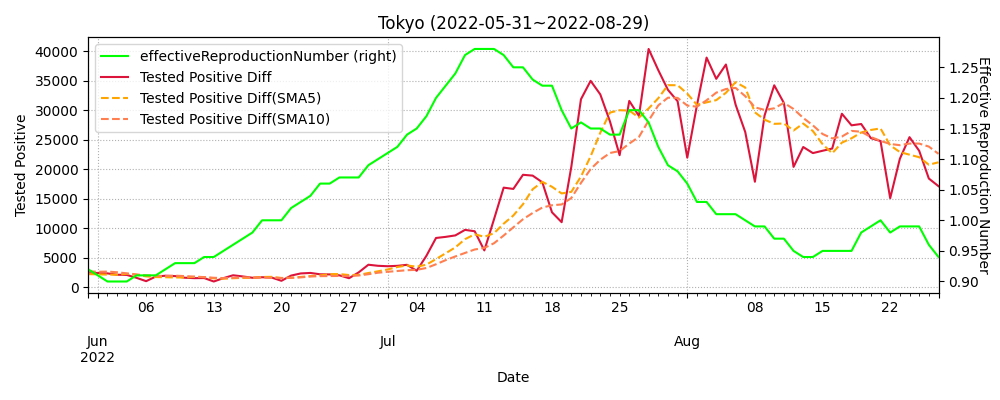 Tokyo (2022-05-31~2022-08-29)
effectiveReproductionNumber (right)
Tested Positive Diff
Tested Positive Diff(SMA5)
Tested Positive Diff(SMA10)
Tested Positive
40000
35000
30000
25000
20000
15000
10000
5000
0
Effective Reproduction Number
1.25
1.20
1.15
1.10
1.05
1.00
0.95
0.90
06 13 20 27 04 11 18 25 08 15 22
Jun Jul Aug
2022
Date